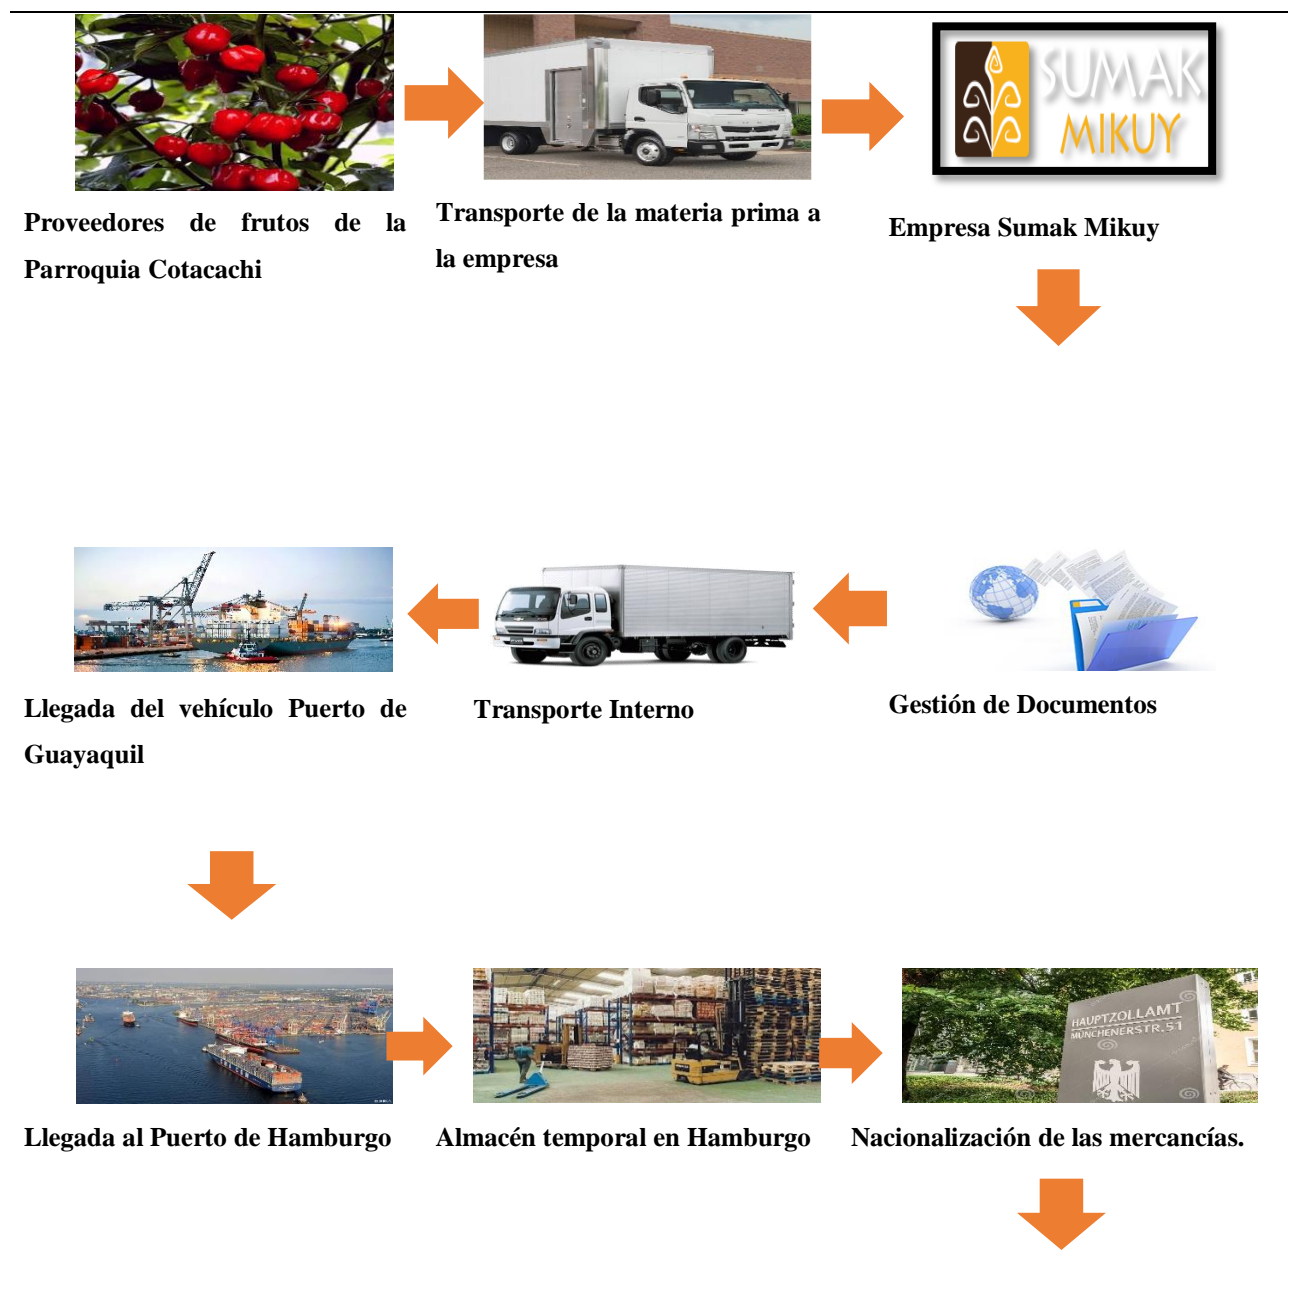 SUMAK
MIKUY
Proveedores de frutos de la
Parroquia Cotacachi
Transporte de la materia prima a
la empresa
Empresa Sumak Mikuy
Llegada del vehículo Puerto de
Guayaquil
Transporte Interno
Gestión de Documentos
HAUPTZOLLAMT
MÜNCHENERSTR.51
Llegada al Puerto de Hamburgo
Almacén temporal en Hamburgo
Nacionalización de las mercancías.